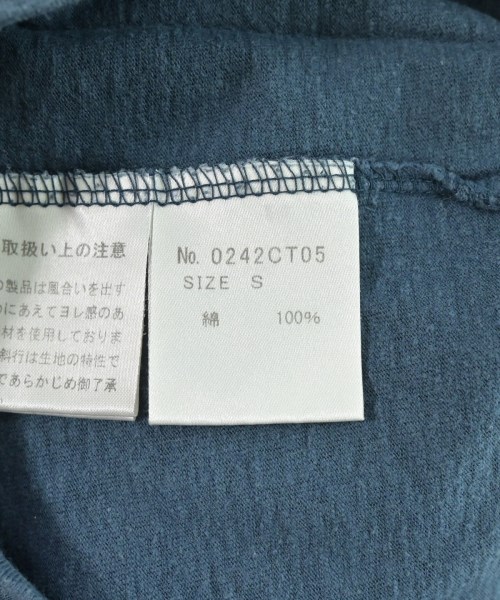 取扱い上の注意
の製品は風合いを出す
めにあえてヨレ感のあ
材を使用しておりま
斜行は生地の特性で
であらかじめ御了承
No. 0242CT05
SIZE S
綿 100%